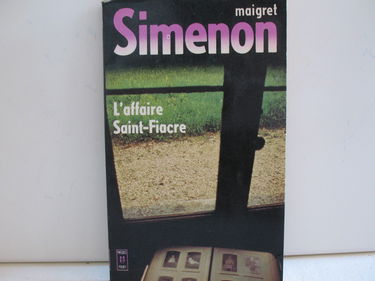 maigret
Simenon
L'affaire
Saint-Fiacre